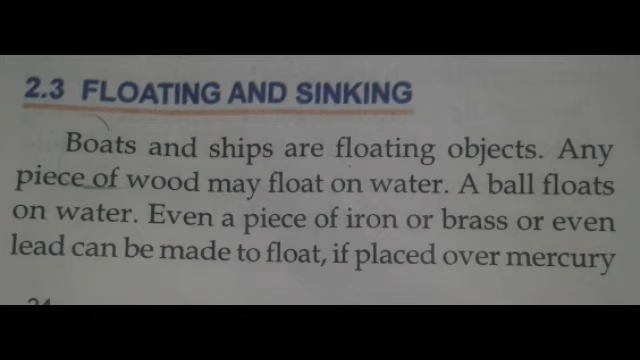 2.3 FLOATING AND SINKING
Boats and ships are floating objects. Any
piece of wood may float on water. A ball floats
on water. Even a piece of iron or brass or even
lead can be made to float, if placed over mercury